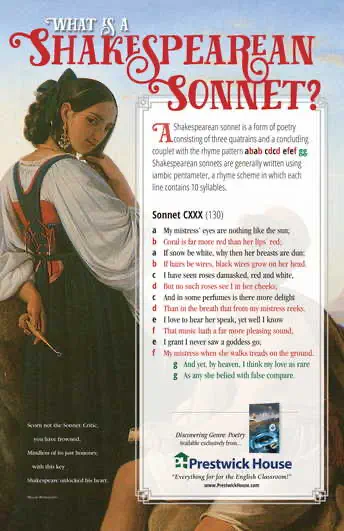 WHAT IS A
SHAKESPEAREAN
SONNET?
A Shakespearean sonnet is a form of poetry
consisting of three quatrains and a concluding
couplet with the rhyme pattern abab cdcd efef gg.
Shakespearean sonnets are generally written using
iambic pentameter, a rhyme scheme in which each
line contains 10 syllables.
Sonnet CXXX (130)
a My mistress' eyes are nothing like the sun;
b Coral is far more red than her lips' red;
a If snow be white, why then her breasts are dun;
b If hairs be wires, black wires grow on her head.
c I have seen roses damasked, red and white,
d But no such roses see I in her cheeks;
c And in some perfumes is there more delight
d Than in the breath that from my mistress reeks.
e I love to hear her speak, yet well I know
f That music hath a far more pleasing sound,
e I grant I never saw a goddess go;
f My mistress when she walks treads on the ground.
g And yet, by heaven, I think my love as rare
g As any she belied with false compare.
Scorn not the Sonnet; Critic,
you have frowned,
Mindless of its just honours;
with this key
Shakespeare unlocked his heart.
Discovering Genre: Poetry
Available exclusively from...
Prestwick House
"Everything for the English Classroom!"
www.PrestwickHouse.com